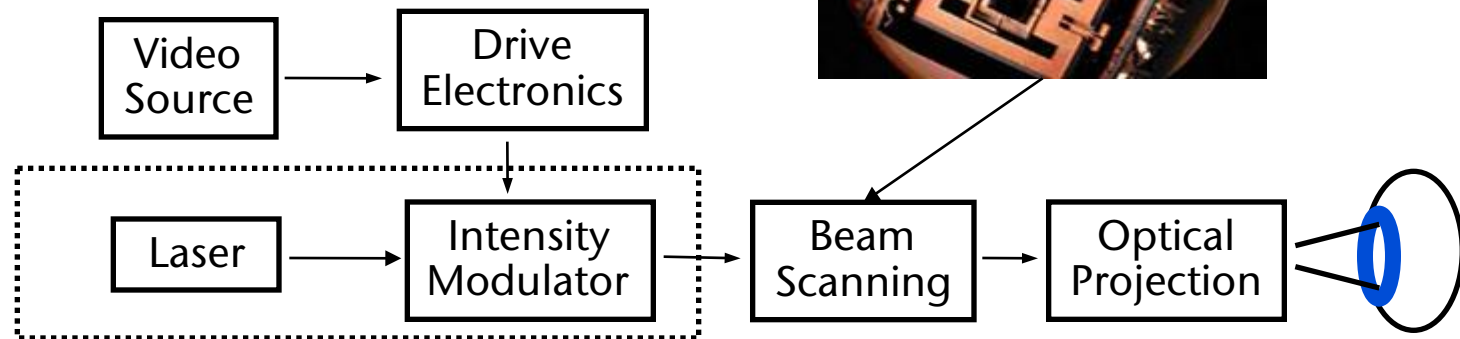 Video
Source
Drive
Electronics
Laser
Intensity
Modulator
Beam
Scanning
Optical
Projection